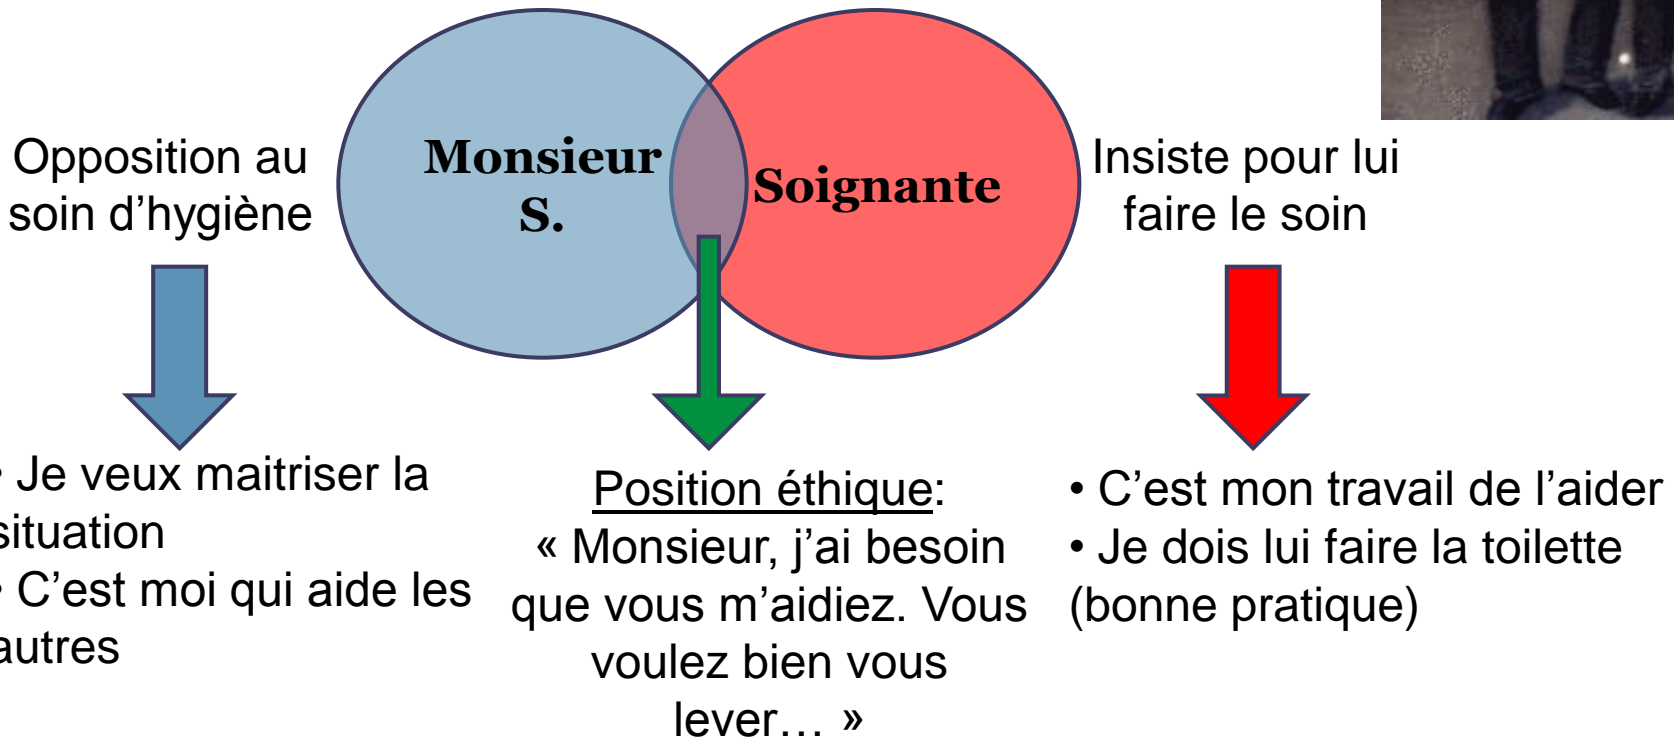 Opposition au
soin d’hygiène
Monsieur
S.
Soignante
Insiste pour lui
faire le soin
• Je veux maitriser la
situation
• C’est moi qui aide les
autres
Position éthique:
« Monsieur, j’ai besoin
que vous m’aidiez. Vous
voulez bien vous
lever… »
• C’est mon travail de l’aider
• Je dois lui faire la toilette
(bonne pratique)